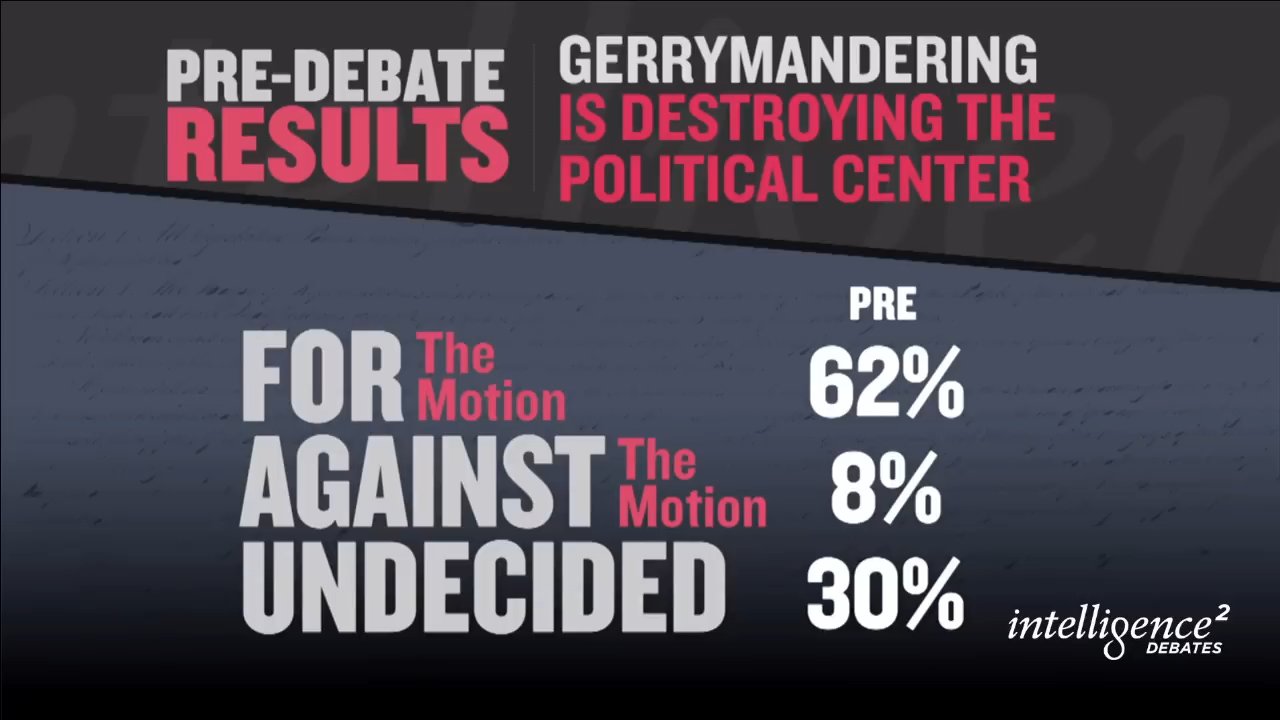 PRE-DEBATE
RESULTS
GERRYMANDERING
IS DESTROYING THE
POLITICAL CENTER
PRE
FOR The Motion 62%
AGAINST The Motion 8%
UNDECIDED 30%
intelligence²
DEBATES